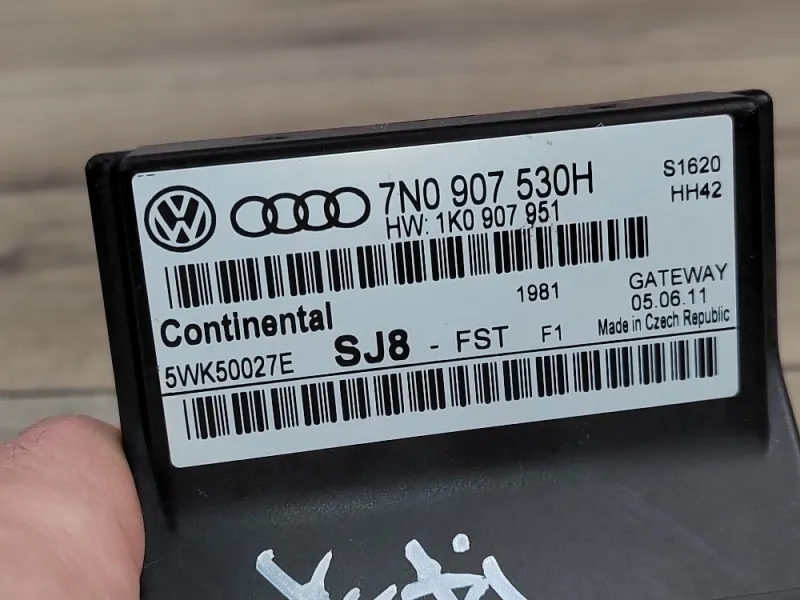 7N0 907 530H
HW: 1K0 907 951
S1620
HH42
1981
GATEWAY
05.06.11
Made in Czech Republic
Continental
5WK50027E
SJ8 - FST F1